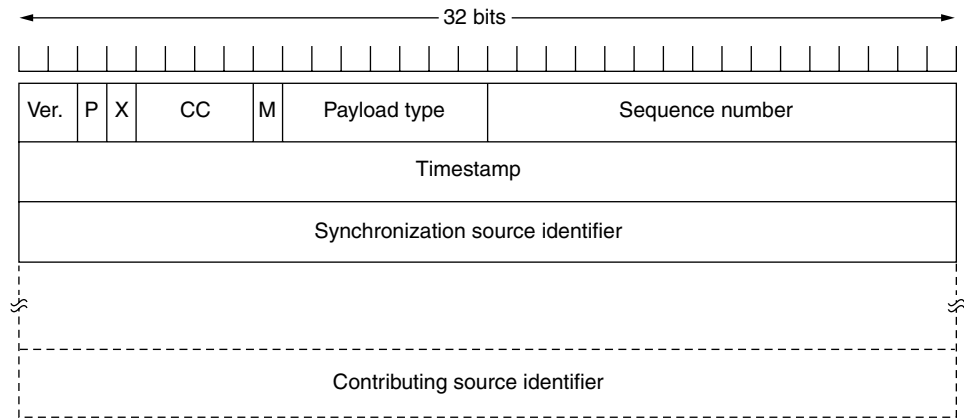 32 bits
Ver. P X CC M Payload type Sequence number
Timestamp
Synchronization source identifier
Contributing source identifier